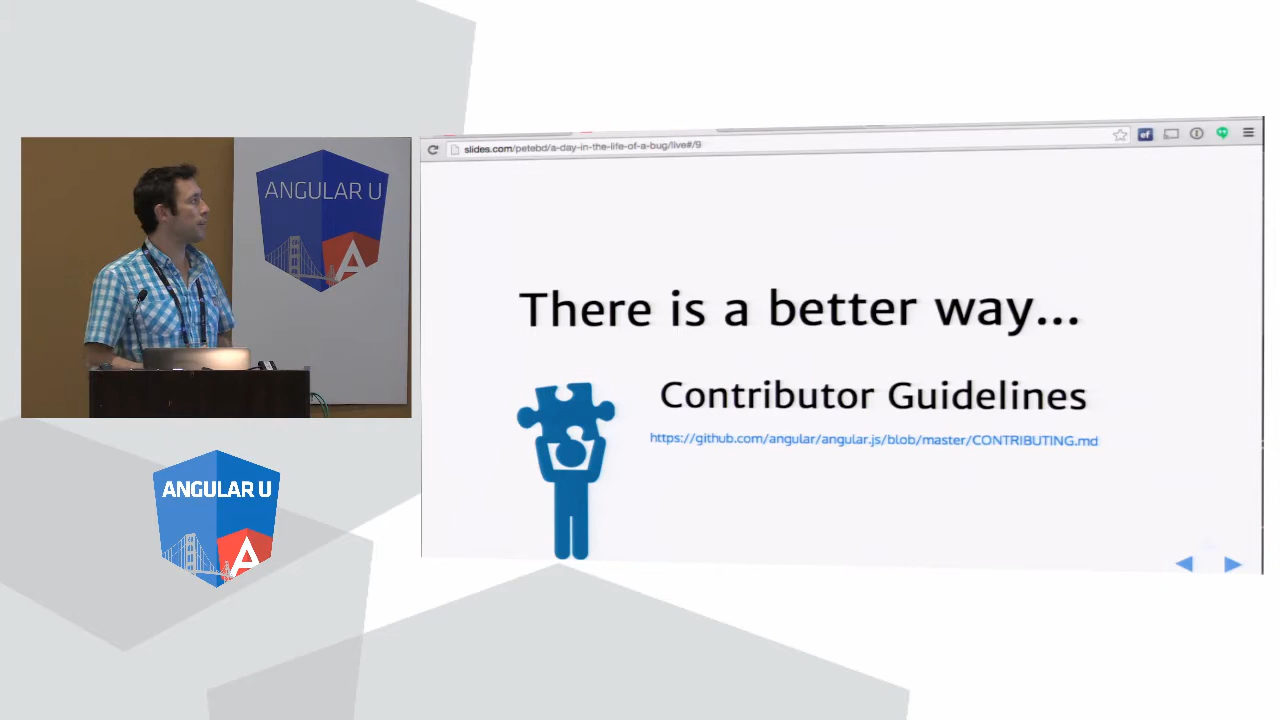 ANGULAR U
A
ANGULAR U
A
slides.com/petebd/a-day-in-the-life-of-a-bug/live#/9
ef
There is a better way...
Contributor Guidelines
https://github.com/angular/angular.js/blob/master/CONTRIBUTING.md